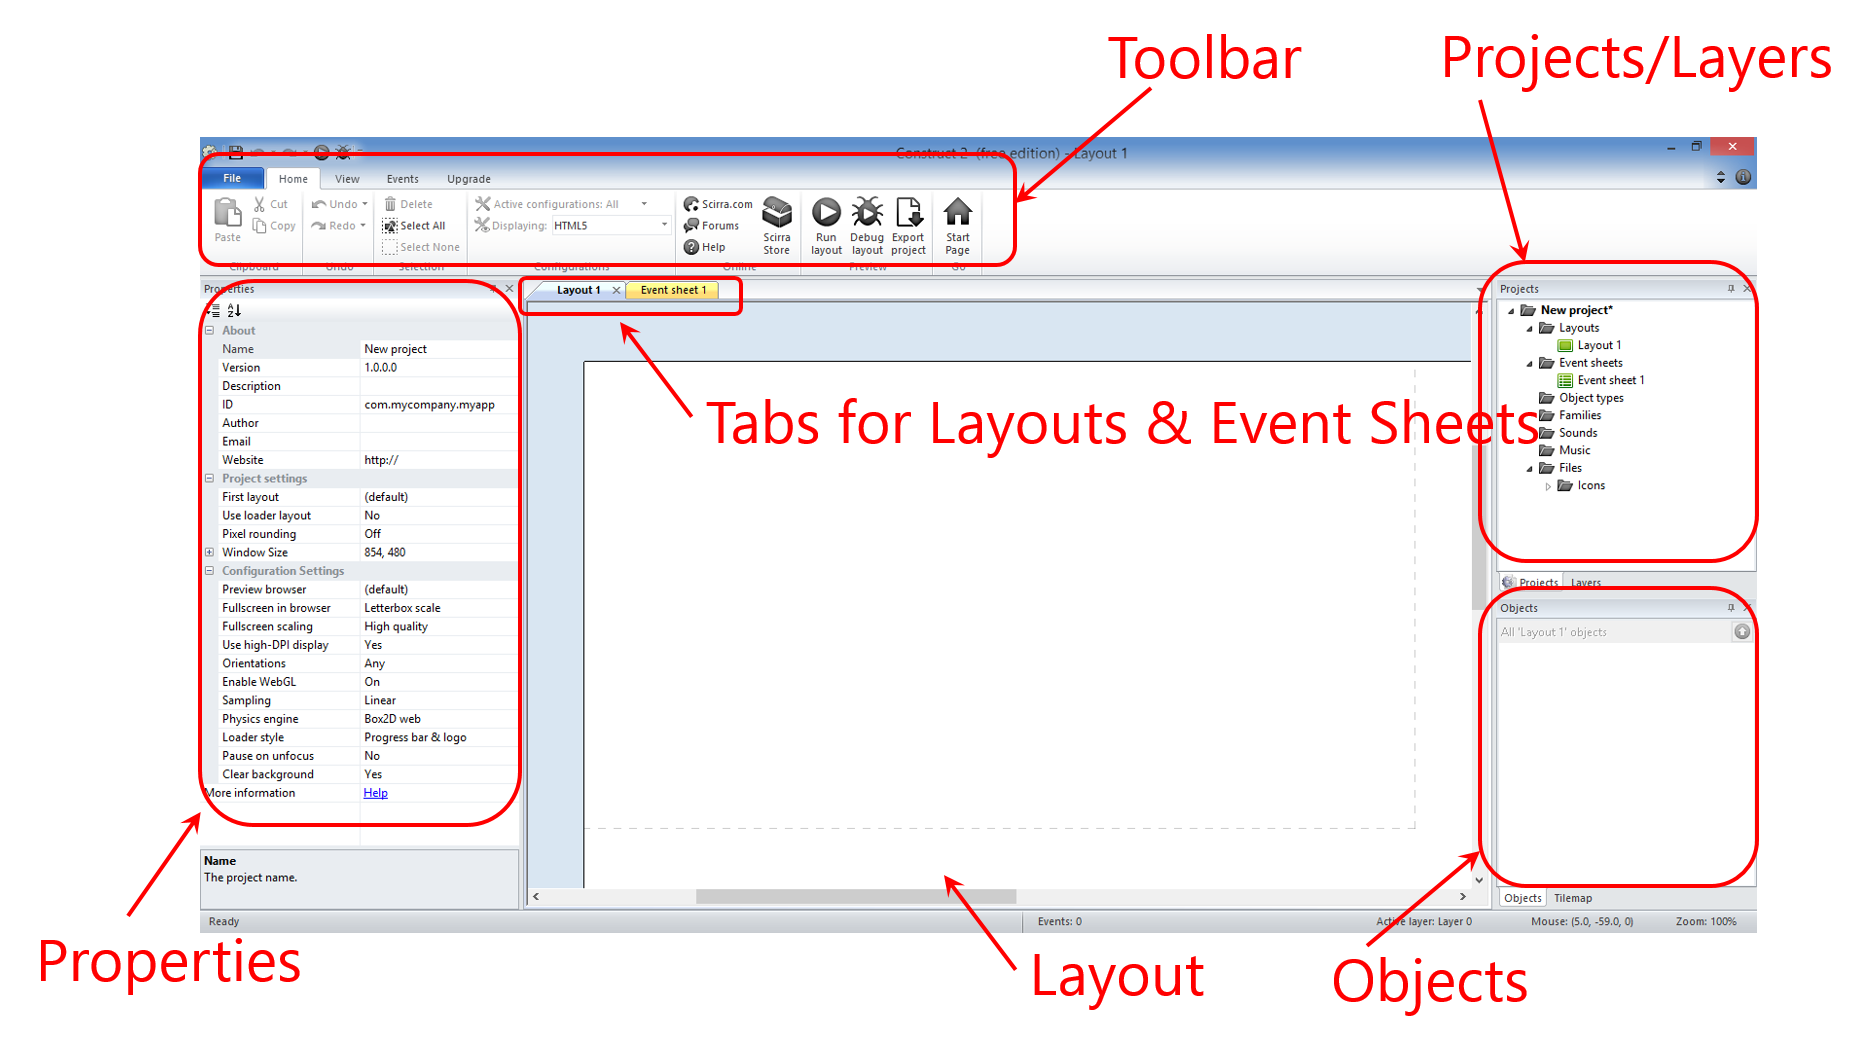 Toolbar
Projects/Layers
Construct 2 (free edition) - Layout 1
File Home View Events Upgrade
Paste
Cut
Copy
Clipboard
Undo
Redo
Undo
Delete
Select All
Select None
Selection
Active configurations: All
Displaying: HTML5
Configurations
Scirra.com
Forums
Help
Scirra Store
Online
Run layout
Debug layout
Export project
Preview
Start Page
Go
Properties
About
Name New project
Version 1.0.0.0
Description
ID com.mycompany.myapp
Author
Email
Website http://
Project settings
First layout (default)
Use loader layout No
Pixel rounding Off
Window Size 854, 480
Configuration Settings
Preview browser (default)
Fullscreen in browser Letterbox scale
Fullscreen scaling High quality
Use high-DPI display Yes
Orientations Any
Enable WebGL On
Sampling Linear
Physics engine Box2D web
Loader style Progress bar & logo
Pause on unfocus No
Clear background Yes
More information Help
Name
The project name.
Layout 1 Event sheet 1
Tabs for Layouts & Event Sheets
Projects
New project*
Layouts
Layout 1
Event sheets
Event sheet 1
Object types
Families
Sounds
Music
Files
Icons
Projects Layers
Objects
All 'Layout 1' objects
Objects Tilemap
Ready Events: 0 Active layer: Layer 0 Mouse: (5.0, -59.0, 0) Zoom: 100%
Properties
Layout
Objects